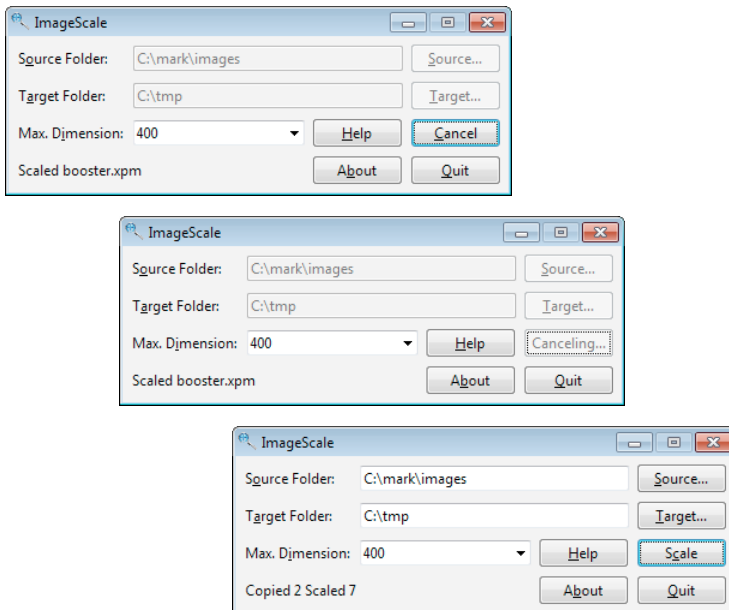 ImageScale
Source Folder: C:\mark\images Source...
Target Folder: C:\tmp Target...
Max. Dimension: 400 Help Cancel
Scaled booster.xpm About Quit
ImageScale
Source Folder: C:\mark\images Source...
Target Folder: C:\tmp Target...
Max. Dimension: 400 Help Canceling...
Scaled booster.xpm About Quit
ImageScale
Source Folder: C:\mark\images Source...
Target Folder: C:\tmp Target...
Max. Dimension: 400 Help Scale
Copied 2 Scaled 7 About Quit